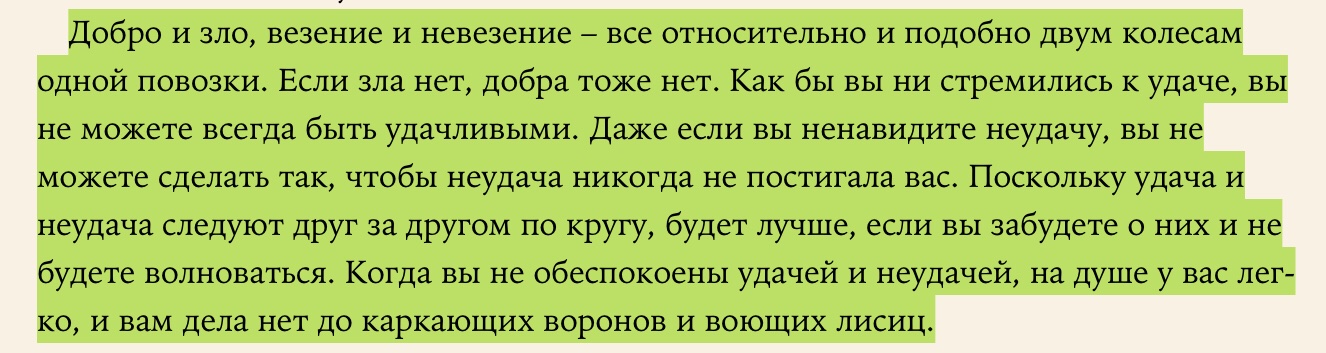 Добро и зло, везение и невезение – все относительно и подобно двум колесам
одной повозки. Если зла нет, добра тоже нет. Как бы вы ни стремились к удаче, вы
не можете всегда быть удачливыми. Даже если вы ненавидите неудачу, вы не
можете сделать так, чтобы неудача никогда не постигала вас. Поскольку удача и
неудача следуют друг за другом по кругу, будет лучше, если вы забудете о них и не
будете волноваться. Когда вы не обеспокоены удачей и неудачей, на душе у вас лег-
ко, и вам дела нет до каркающих воронов и воющих лисиц.